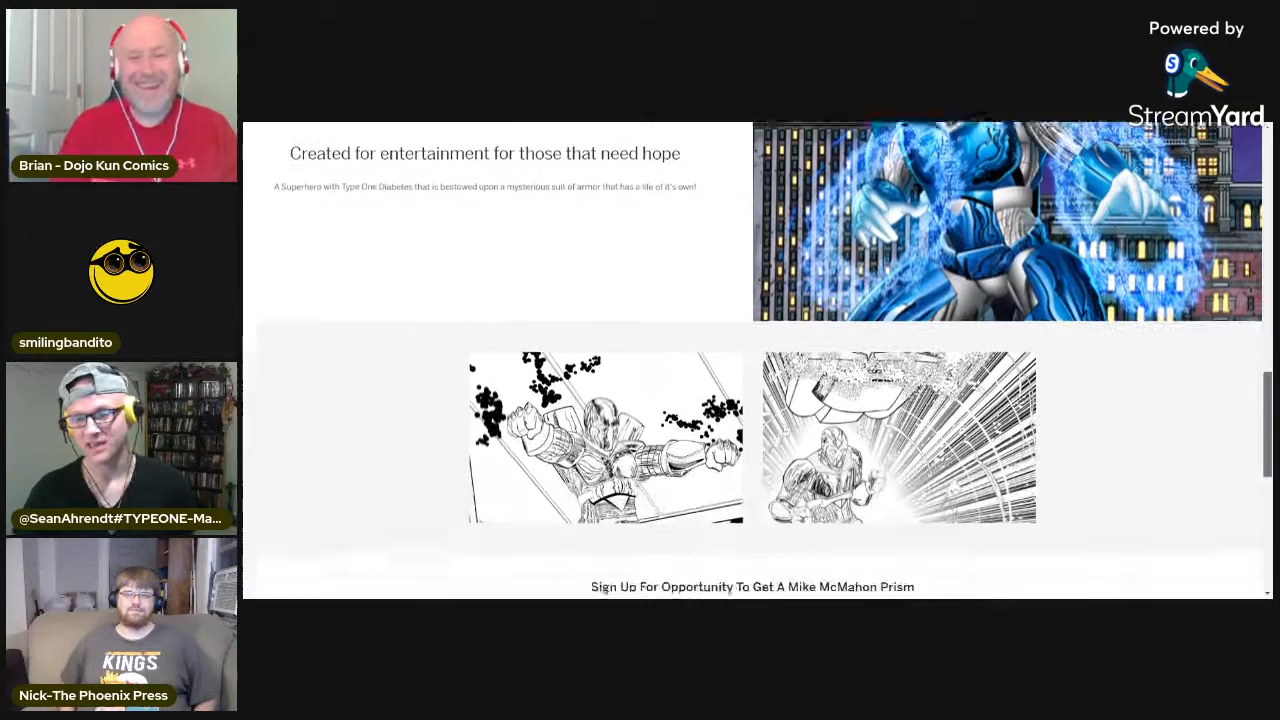 Powered by
S
StreamYard
Brian - Dojo Kun Comics
smilingbandito
@SeanAhrendt#TYPEONE-Ma...
KINGS
Nick-The Phoenix Press
Created for entertainment for those that need hope
A Superhero with Type One Diabetes that is bestowed upon a mysterious suit of armor that has a life of it's own!
Sign Up For Opportunity To Get A Mike McMahon Prism